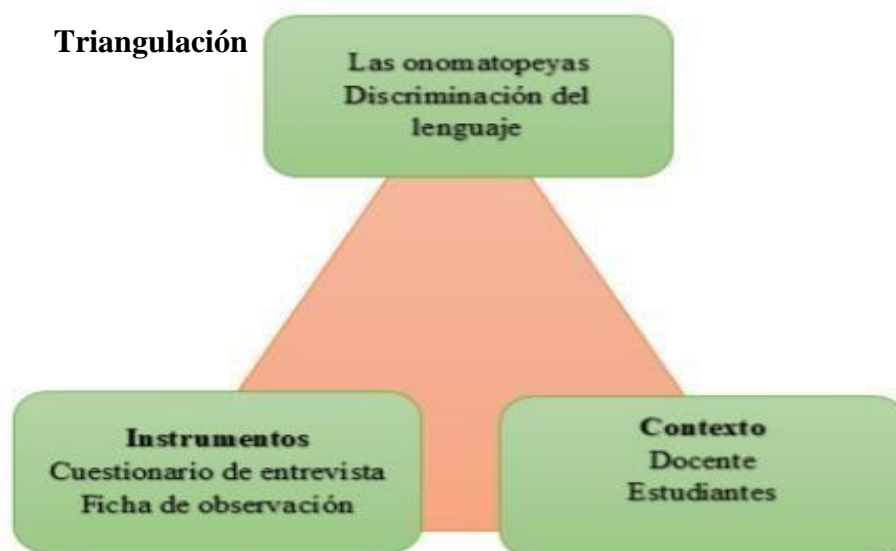 Triangulación
Las onomatopeyas
Discriminación del
lenguaje
Instrumentos
Cuestionario de entrevista
Ficha de observación
Contexto
Docente
Estudiantes